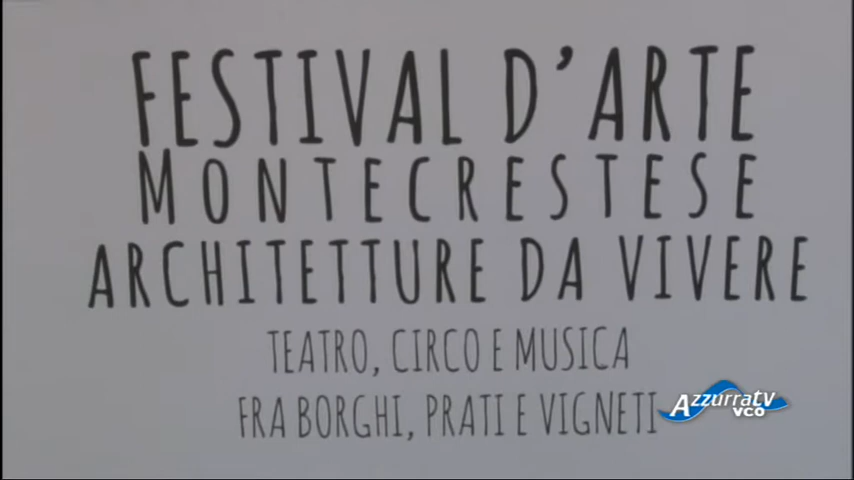 FESTIVAL D'ARTE
MONTECRESTESE
ARCHITETTURE DA VIVERE
TEATRO, CIRCO E MUSICA
FRA BORGHI, PRATI E VIGNETI
Azzurratv
VCO